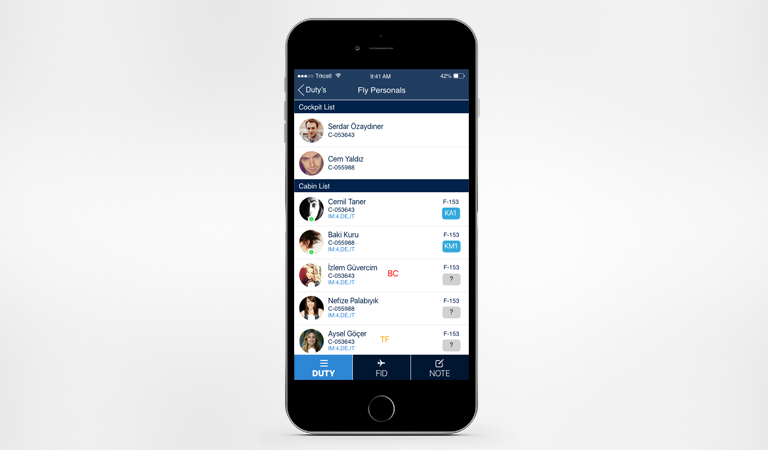 Trkcell 9:41 AM 42%
Duty's Fly Personals
Cockpit List
Serdar Özaydıner
C-053643
Cem Yaldız
C-055988
Cabin List
Cemil Taner F-153
C-053643 KA1
IM:4,DE,IT
Baki Kuru F-153
C-055988 KM1
IM:4,DE,IT
İzlem Güvercim BC F-153
C-053643 ?
IM:4,DE,IT
Nefize Palabıyık F-153
C-055988 ?
IM:4,DE,IT
Aysel Göçer TF F-153
C-053643 ?
IM:4,DE,IT
DUTY FID NOTE